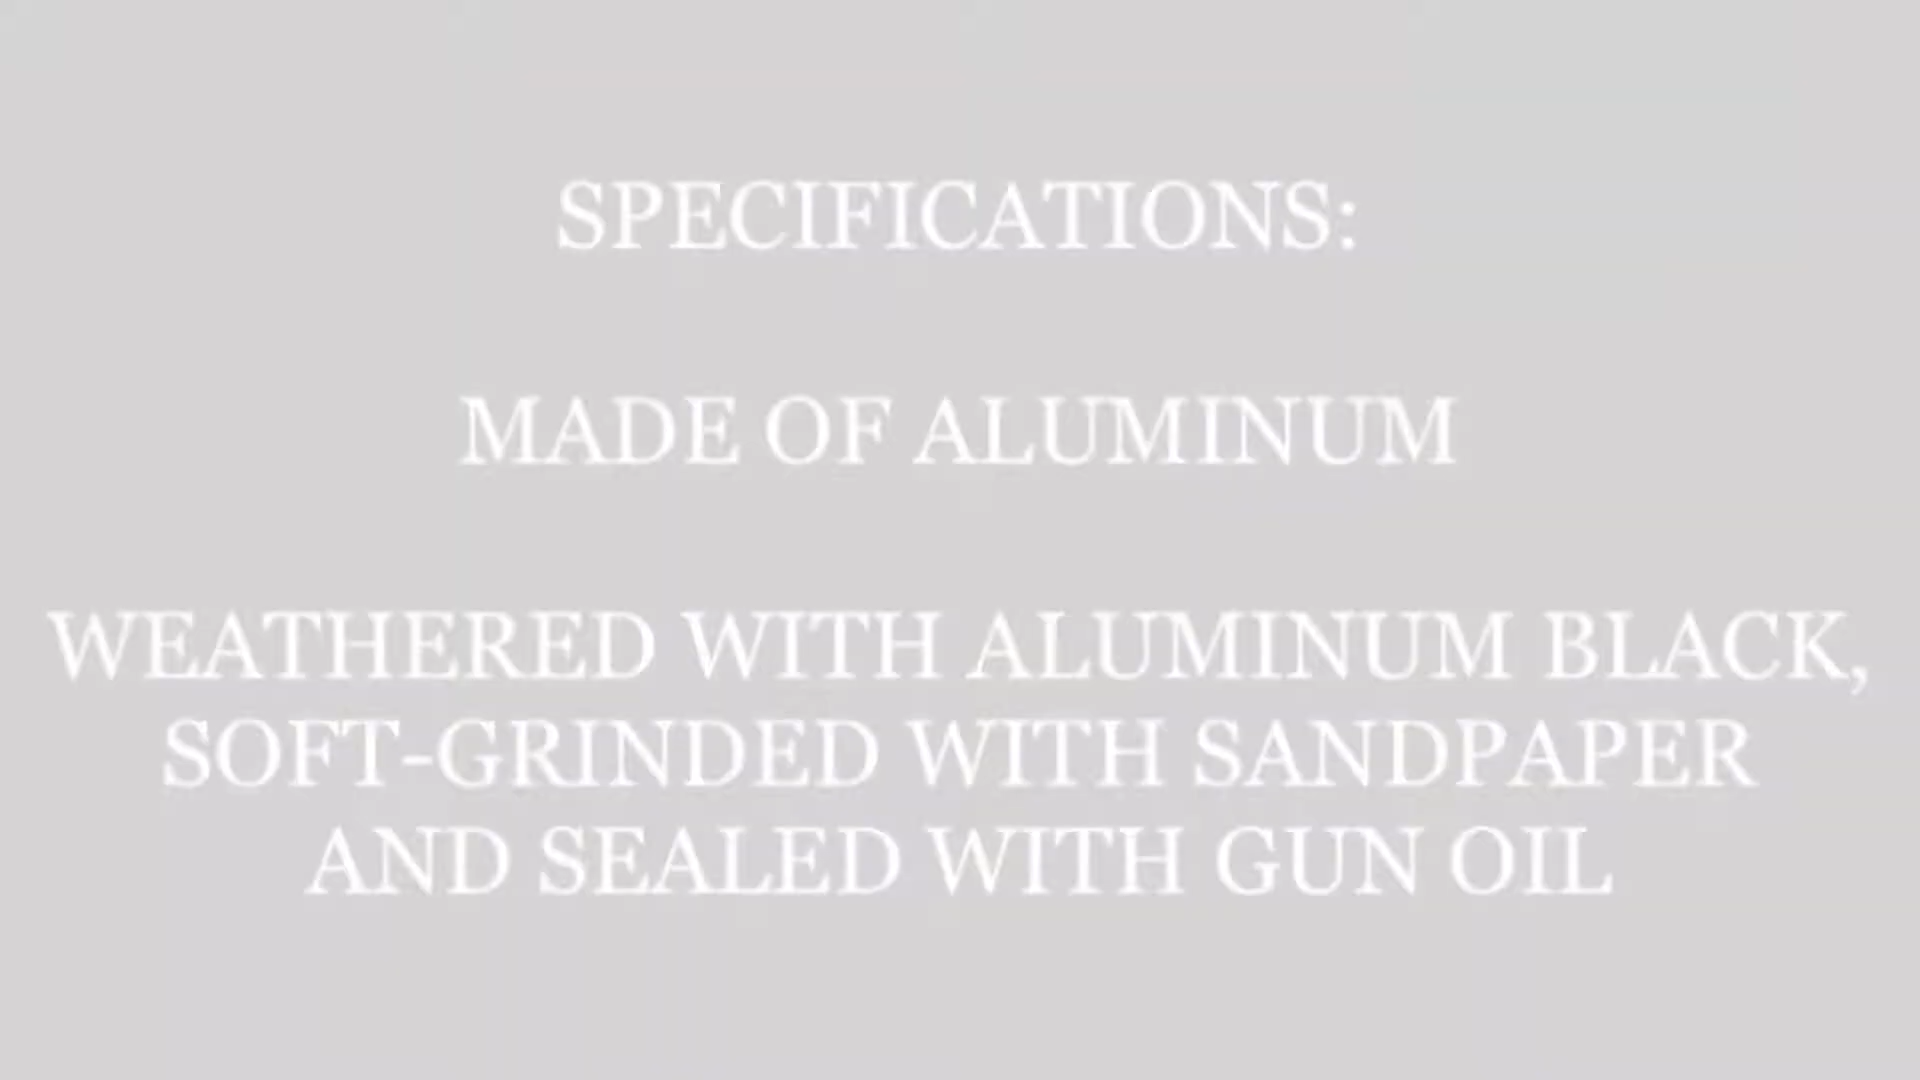 SPECIFICATIONS:
MADE OF ALUMINUM
WEATHERED WITH ALUMINUM BLACK,
SOFT-GRINDED WITH SANDPAPER
AND SEALED WITH GUN OIL